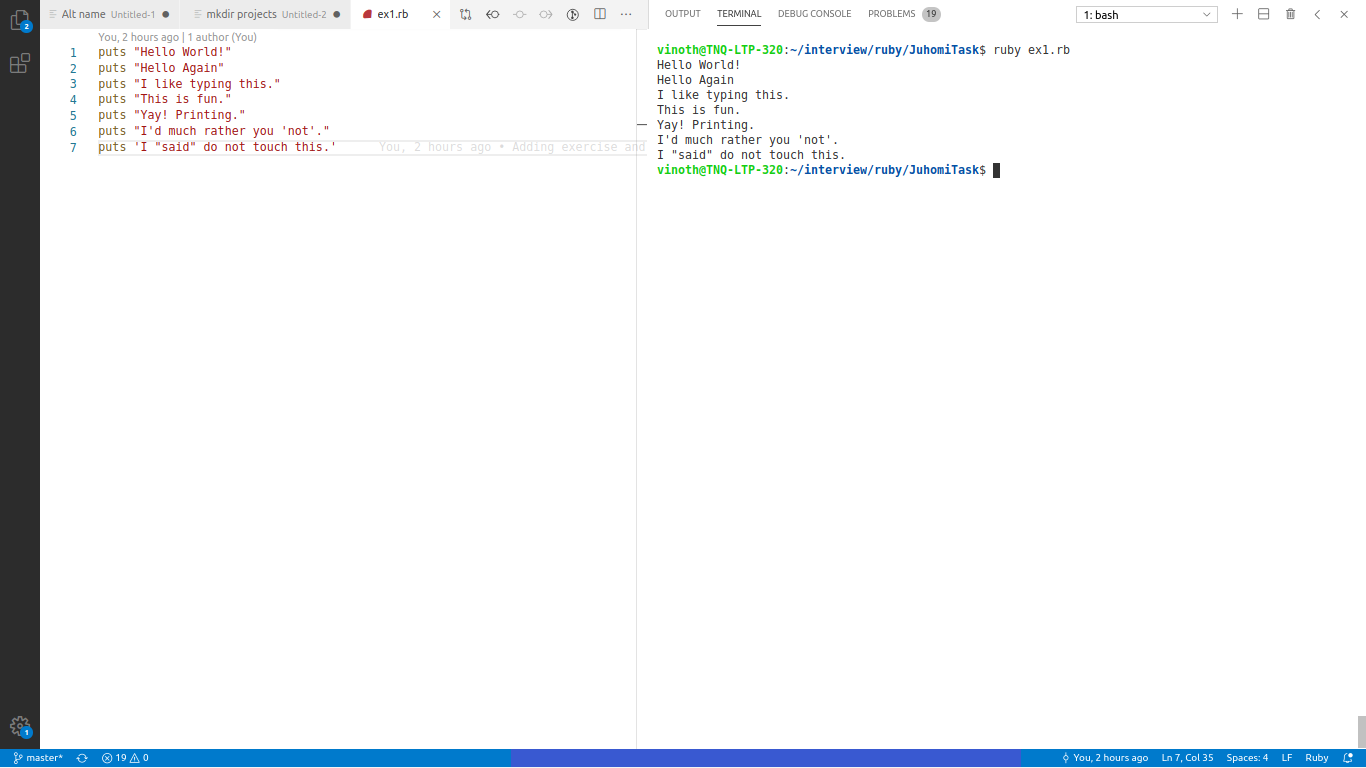 Alt name Untitled-1
mkdir projects Untitled-2
ex1.rb
OUTPUT TERMINAL DEBUG CONSOLE PROBLEMS 19
1: bash
2
You, 2 hours ago | 1 author (You)
1 puts "Hello World!"
2 puts "Hello Again"
3 puts "I like typing this."
4 puts "This is fun."
5 puts "Yay! Printing."
6 puts "I'd much rather you 'not'."
7 puts 'I "said" do not touch this.' You, 2 hours ago • Adding exercise and
vinoth@TNQ-LTP-320:~/interview/ruby/JuhomiTask$ ruby ex1.rb
Hello World!
Hello Again
I like typing this.
This is fun.
Yay! Printing.
I'd much rather you 'not'.
I "said" do not touch this.
vinoth@TNQ-LTP-320:~/interview/ruby/JuhomiTask$
1
master* 19 0
You, 2 hours ago Ln 7, Col 35 Spaces: 4 LF Ruby